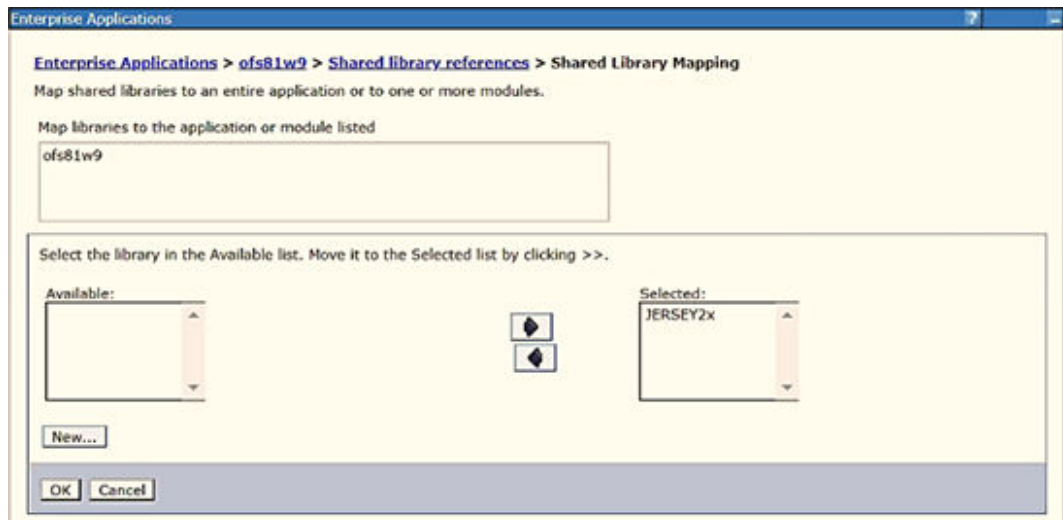 Enterprise Applications ?
Enterprise Applications > ofs81w9 > Shared library references > Shared Library Mapping
Map shared libraries to an entire application or to one or more modules.
Map libraries to the application or module listed
ofs81w9
Select the library in the Available list. Move it to the Selected list by clicking >>.
Available:
Selected:
JERSEY2x
New...
OK Cancel